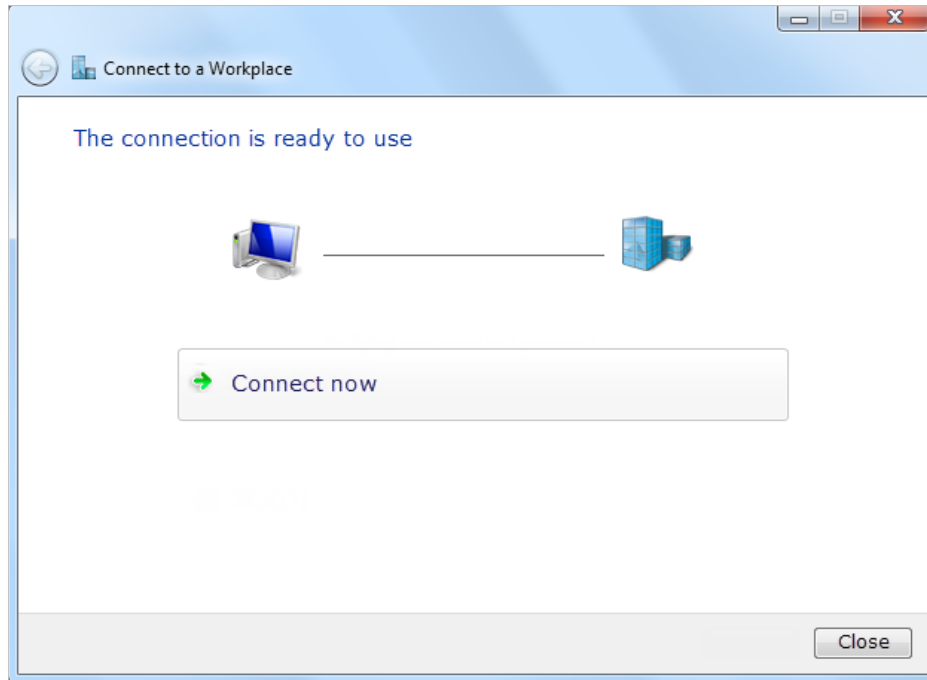 Connect to a Workplace
The connection is ready to use
Connect now
Close